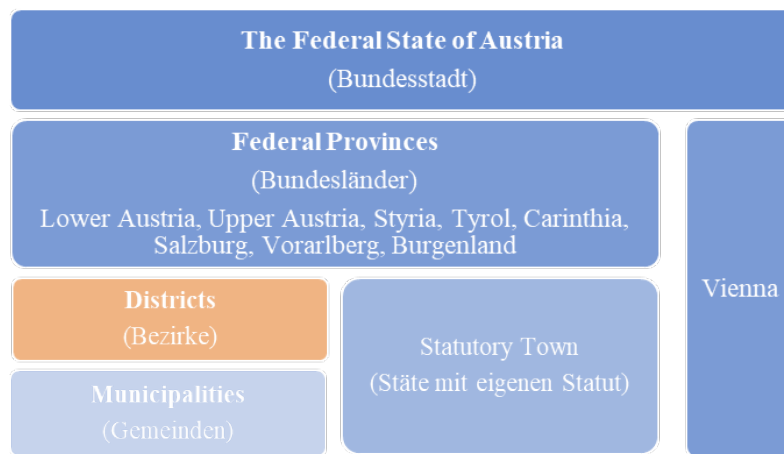 The Federal State of Austria
(Bundesstadt)
Federal Provinces
(Bundesländer)
Lower Austria, Upper Austria, Styria, Tyrol, Carinthia,
Salzburg, Vorarlberg, Burgenland
Vienna
Districts
(Bezirke)
Statutory Town
(Stäte mit eigenen Statut)
Municipalities
(Gemeinden)